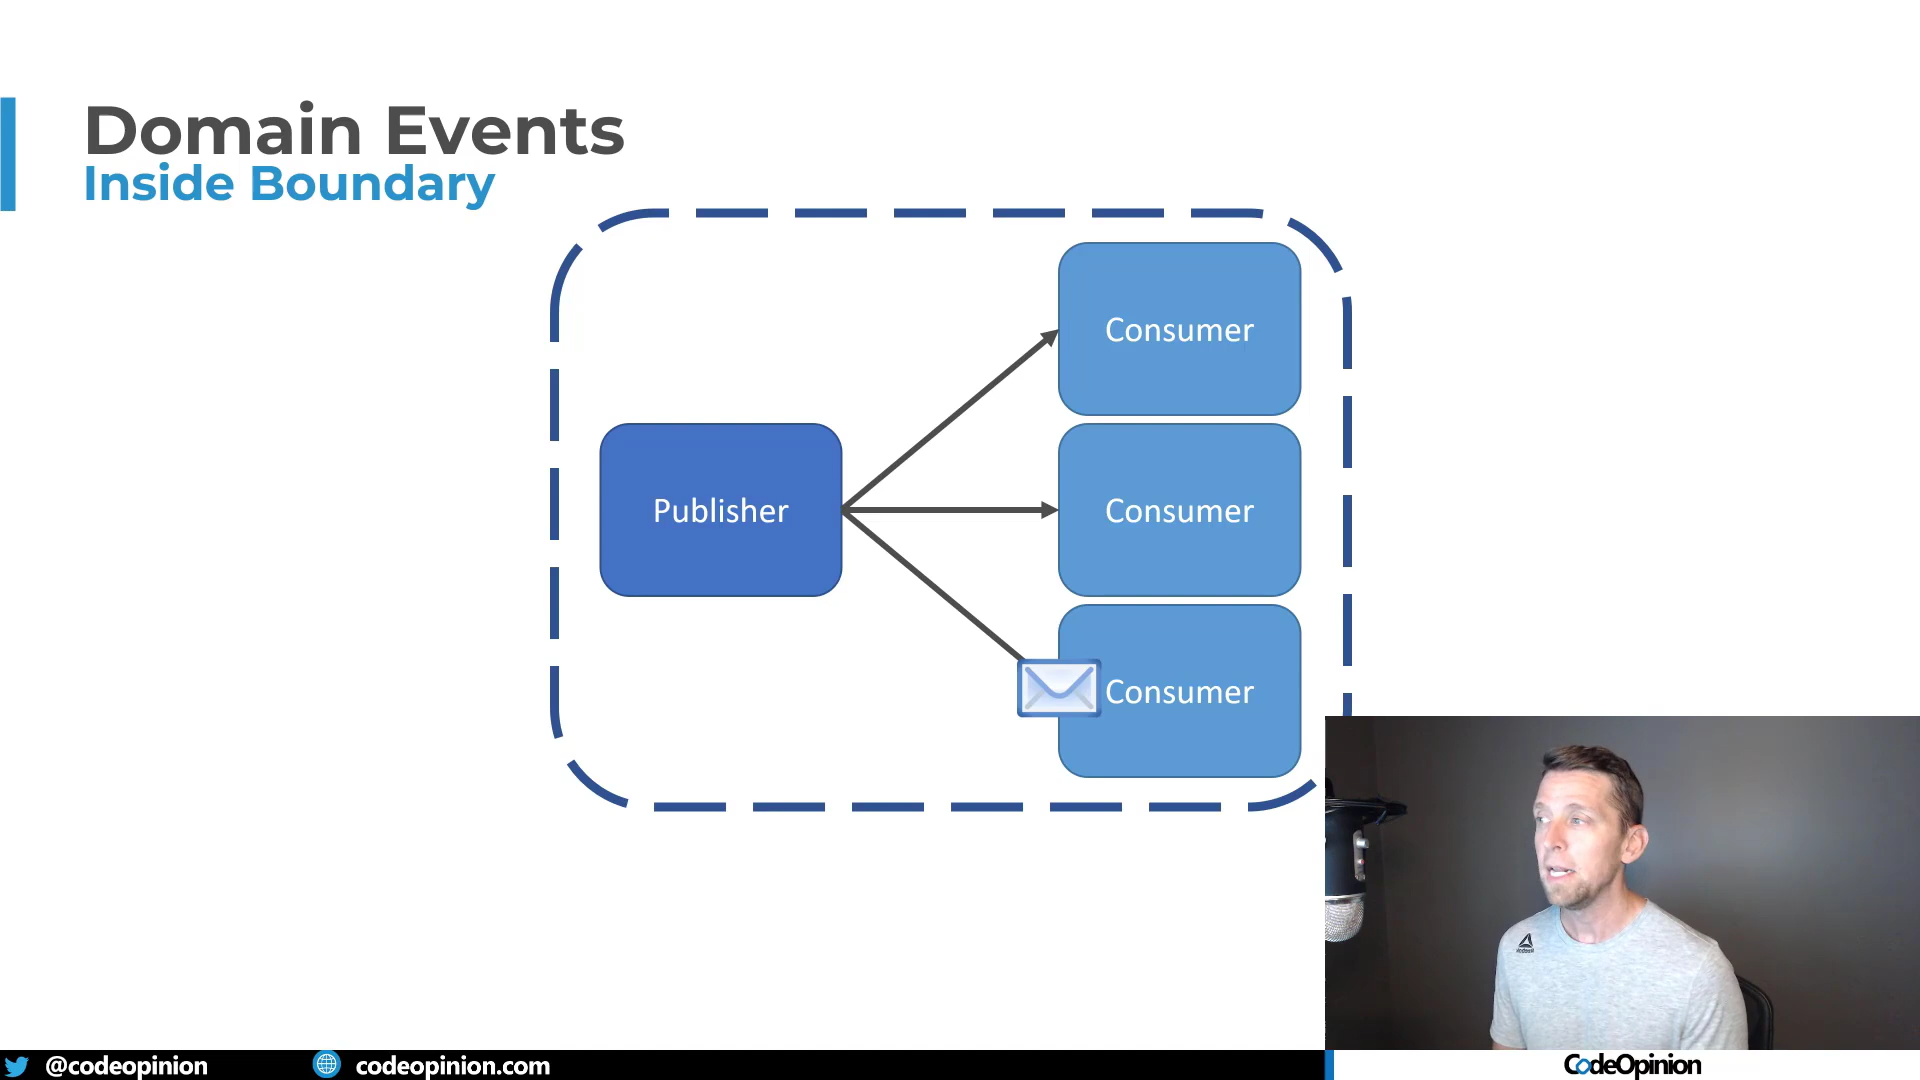 Domain Events
Inside Boundary
Consumer
Publisher
Consumer
Consumer
@codeopinion
codeopinion.com
CodeOpinion